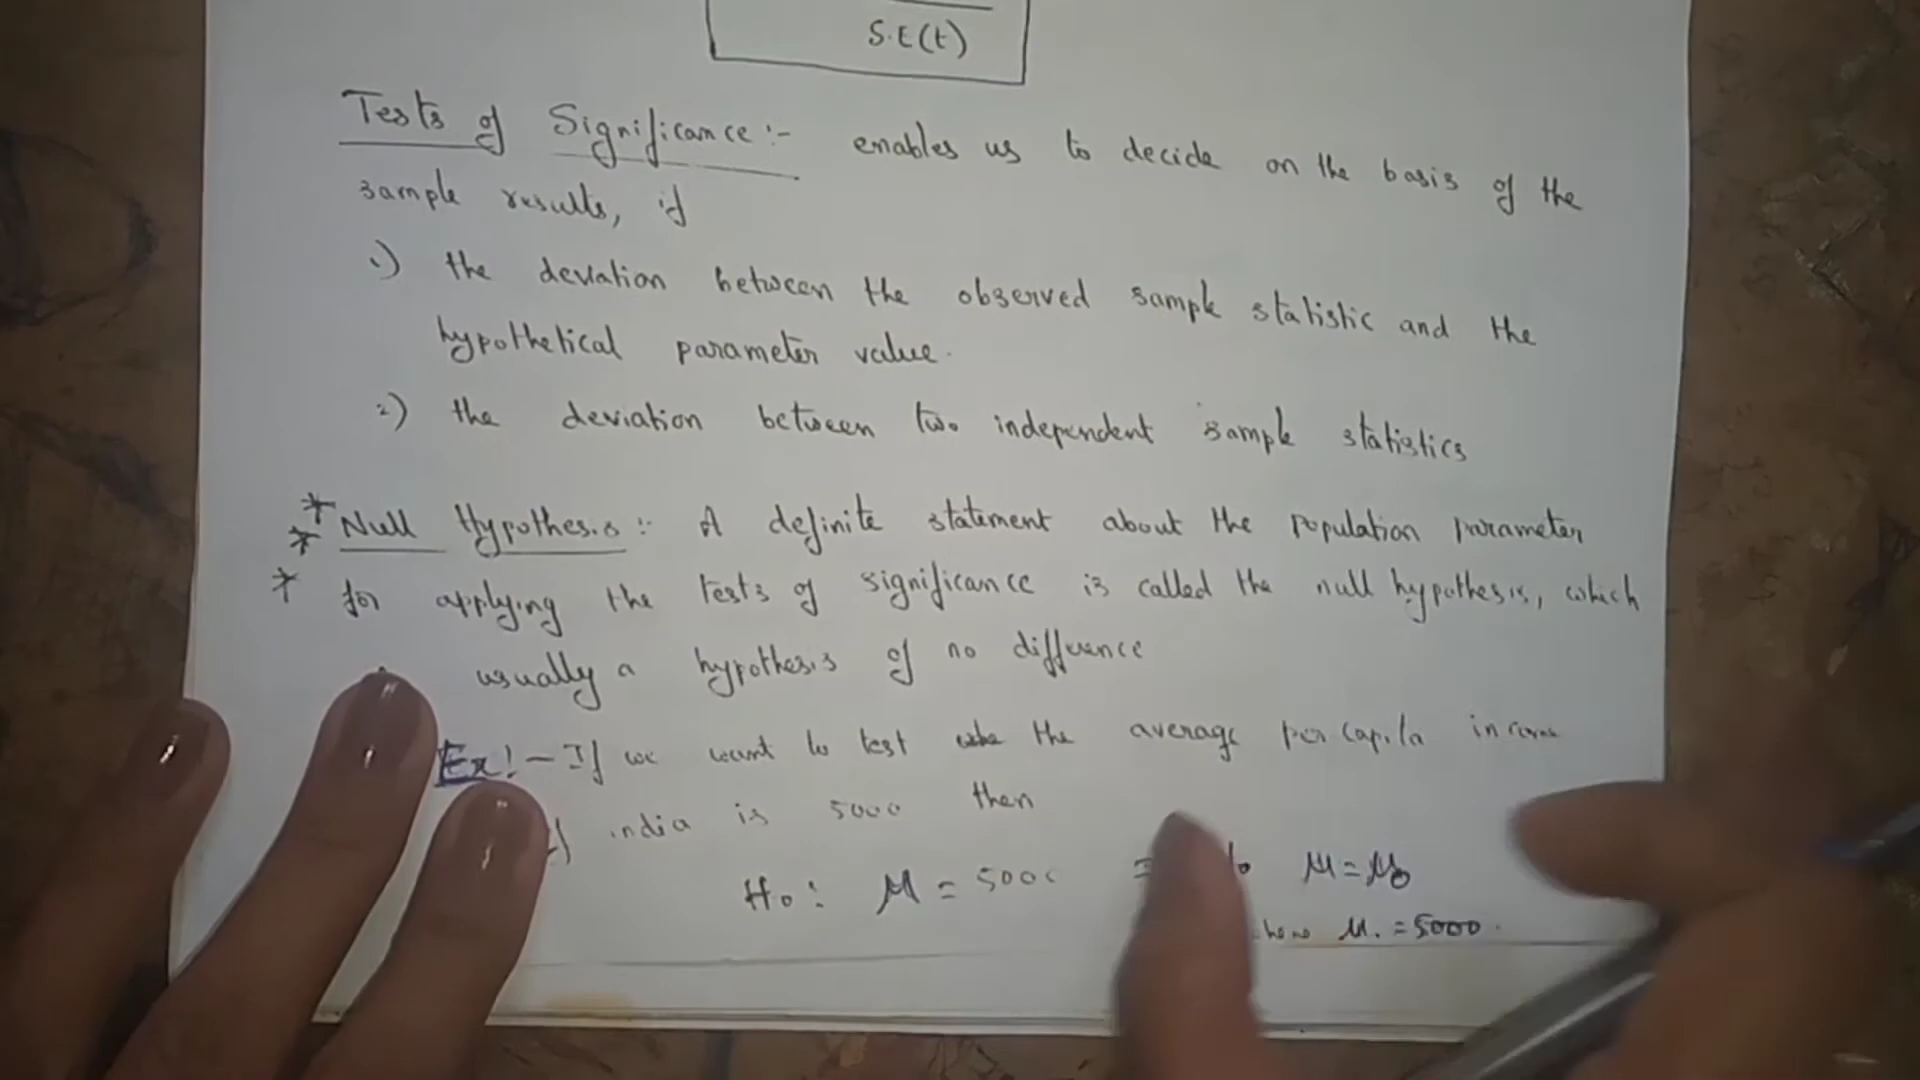 S.E(t)
Tests of Significance :- enables us to decide on the basis of the
sample results, if
1) the deviation between the observed sample statistic and the
hypothetical parameter value.
2) the deviation between two independent sample statistics
* Null Hypothesis :- A definite statement about the population parameter
* for applying the tests of significance is called the null hypothesis, which
* usually a hypothesis of no difference
Ex! - If we want to test the average per capita income
india is 5000 then
H₀ : μ = 5000 = μ = μ₀
μ. = 5000.